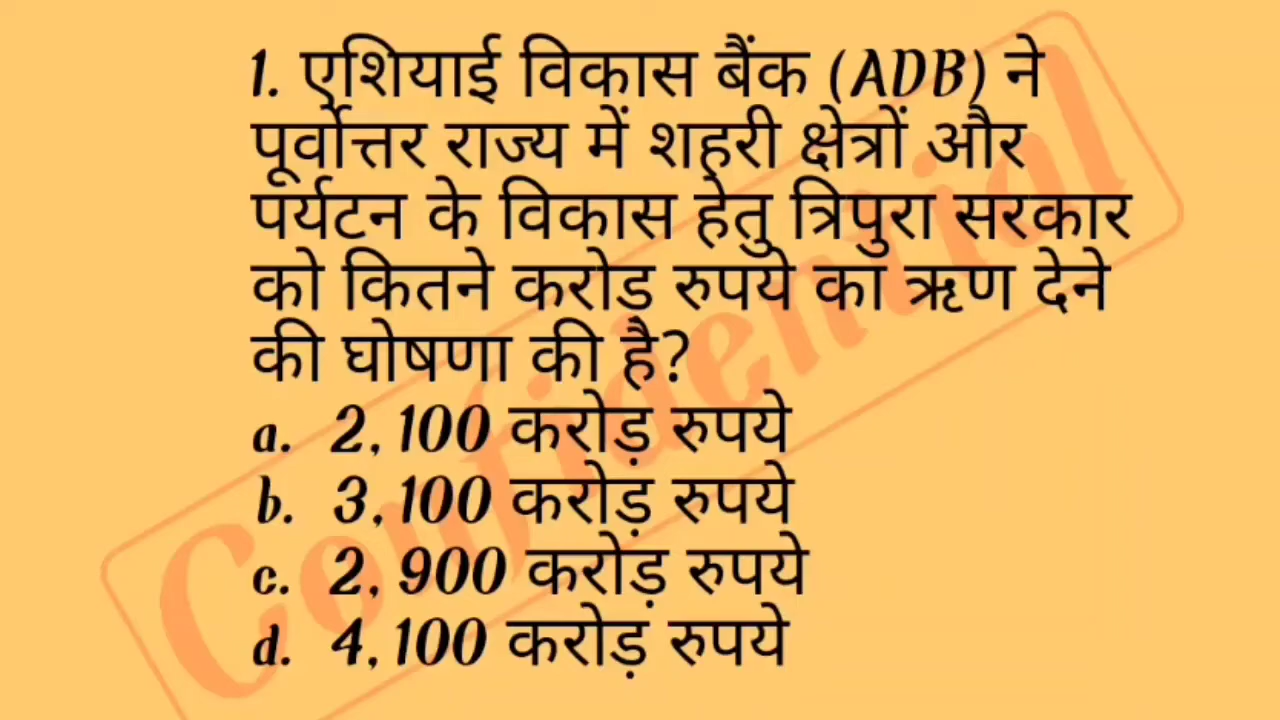 1. एशियाई विकास बैंक (ADB) ने
पूर्वोत्तर राज्य में शहरी क्षेत्रों और
पर्यटन के विकास हेतु त्रिपुरा सरकार
को कितने करोड़ रुपये का ऋण देने
की घोषणा की है?
a. 2,100 करोड़ रुपये
b. 3,100 करोड़ रुपये
c. 2,900 करोड़ रुपये
d. 4,100 करोड़ रुपये
Confidential